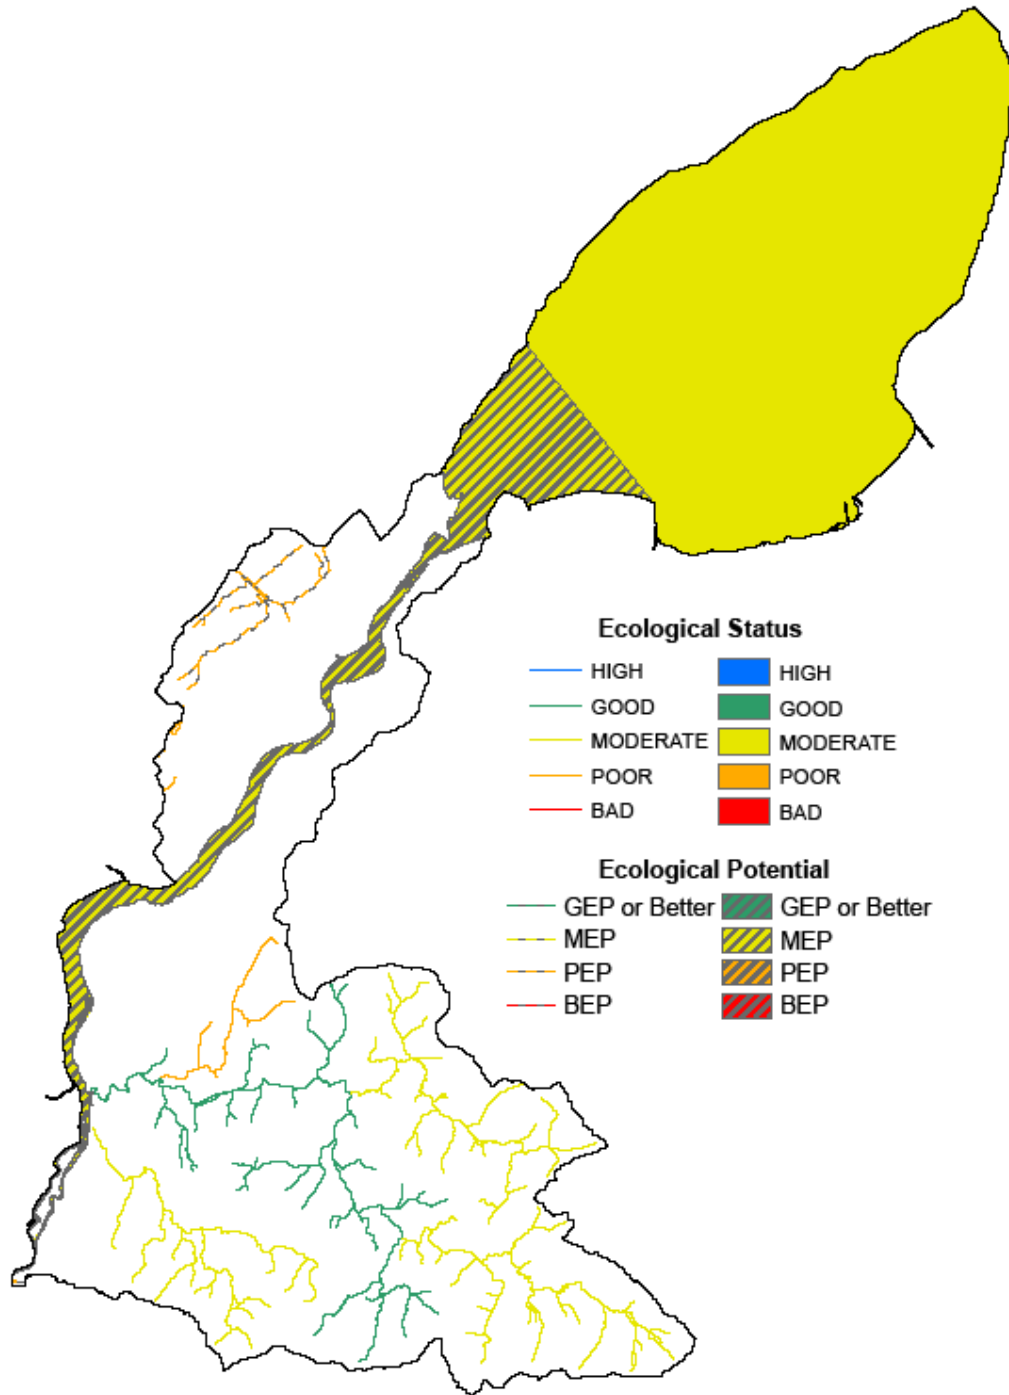 Ecological Status
HIGH HIGH
GOOD GOOD
MODERATE MODERATE
POOR POOR
BAD BAD
Ecological Potential
GEP or Better GEP or Better
MEP MEP
PEP PEP
BEP BEP